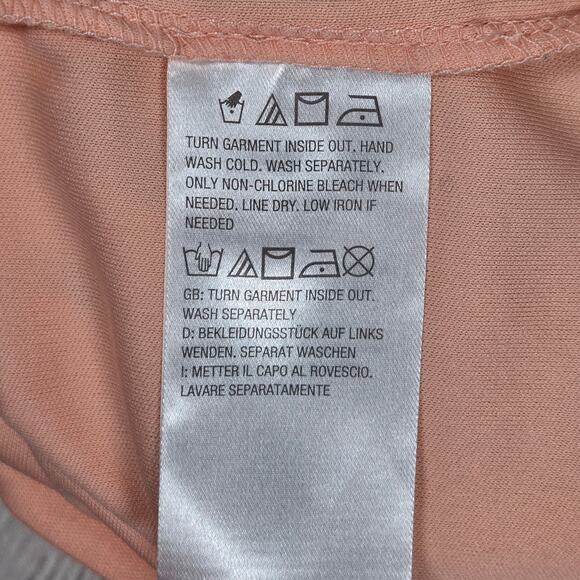 TURN GARMENT INSIDE OUT. HAND
WASH COLD. WASH SEPARATELY.
ONLY NON-CHLORINE BLEACH WHEN
NEEDED. LINE DRY. LOW IRON IF
NEEDED
GB: TURN GARMENT INSIDE OUT.
WASH SEPARATELY
D: BEKLEIDUNGSSTÜCK AUF LINKS
WENDEN. SEPARAT WASCHEN
I: METTER IL CAPO AL ROVESCIO.
LAVARE SEPARATAMENTE